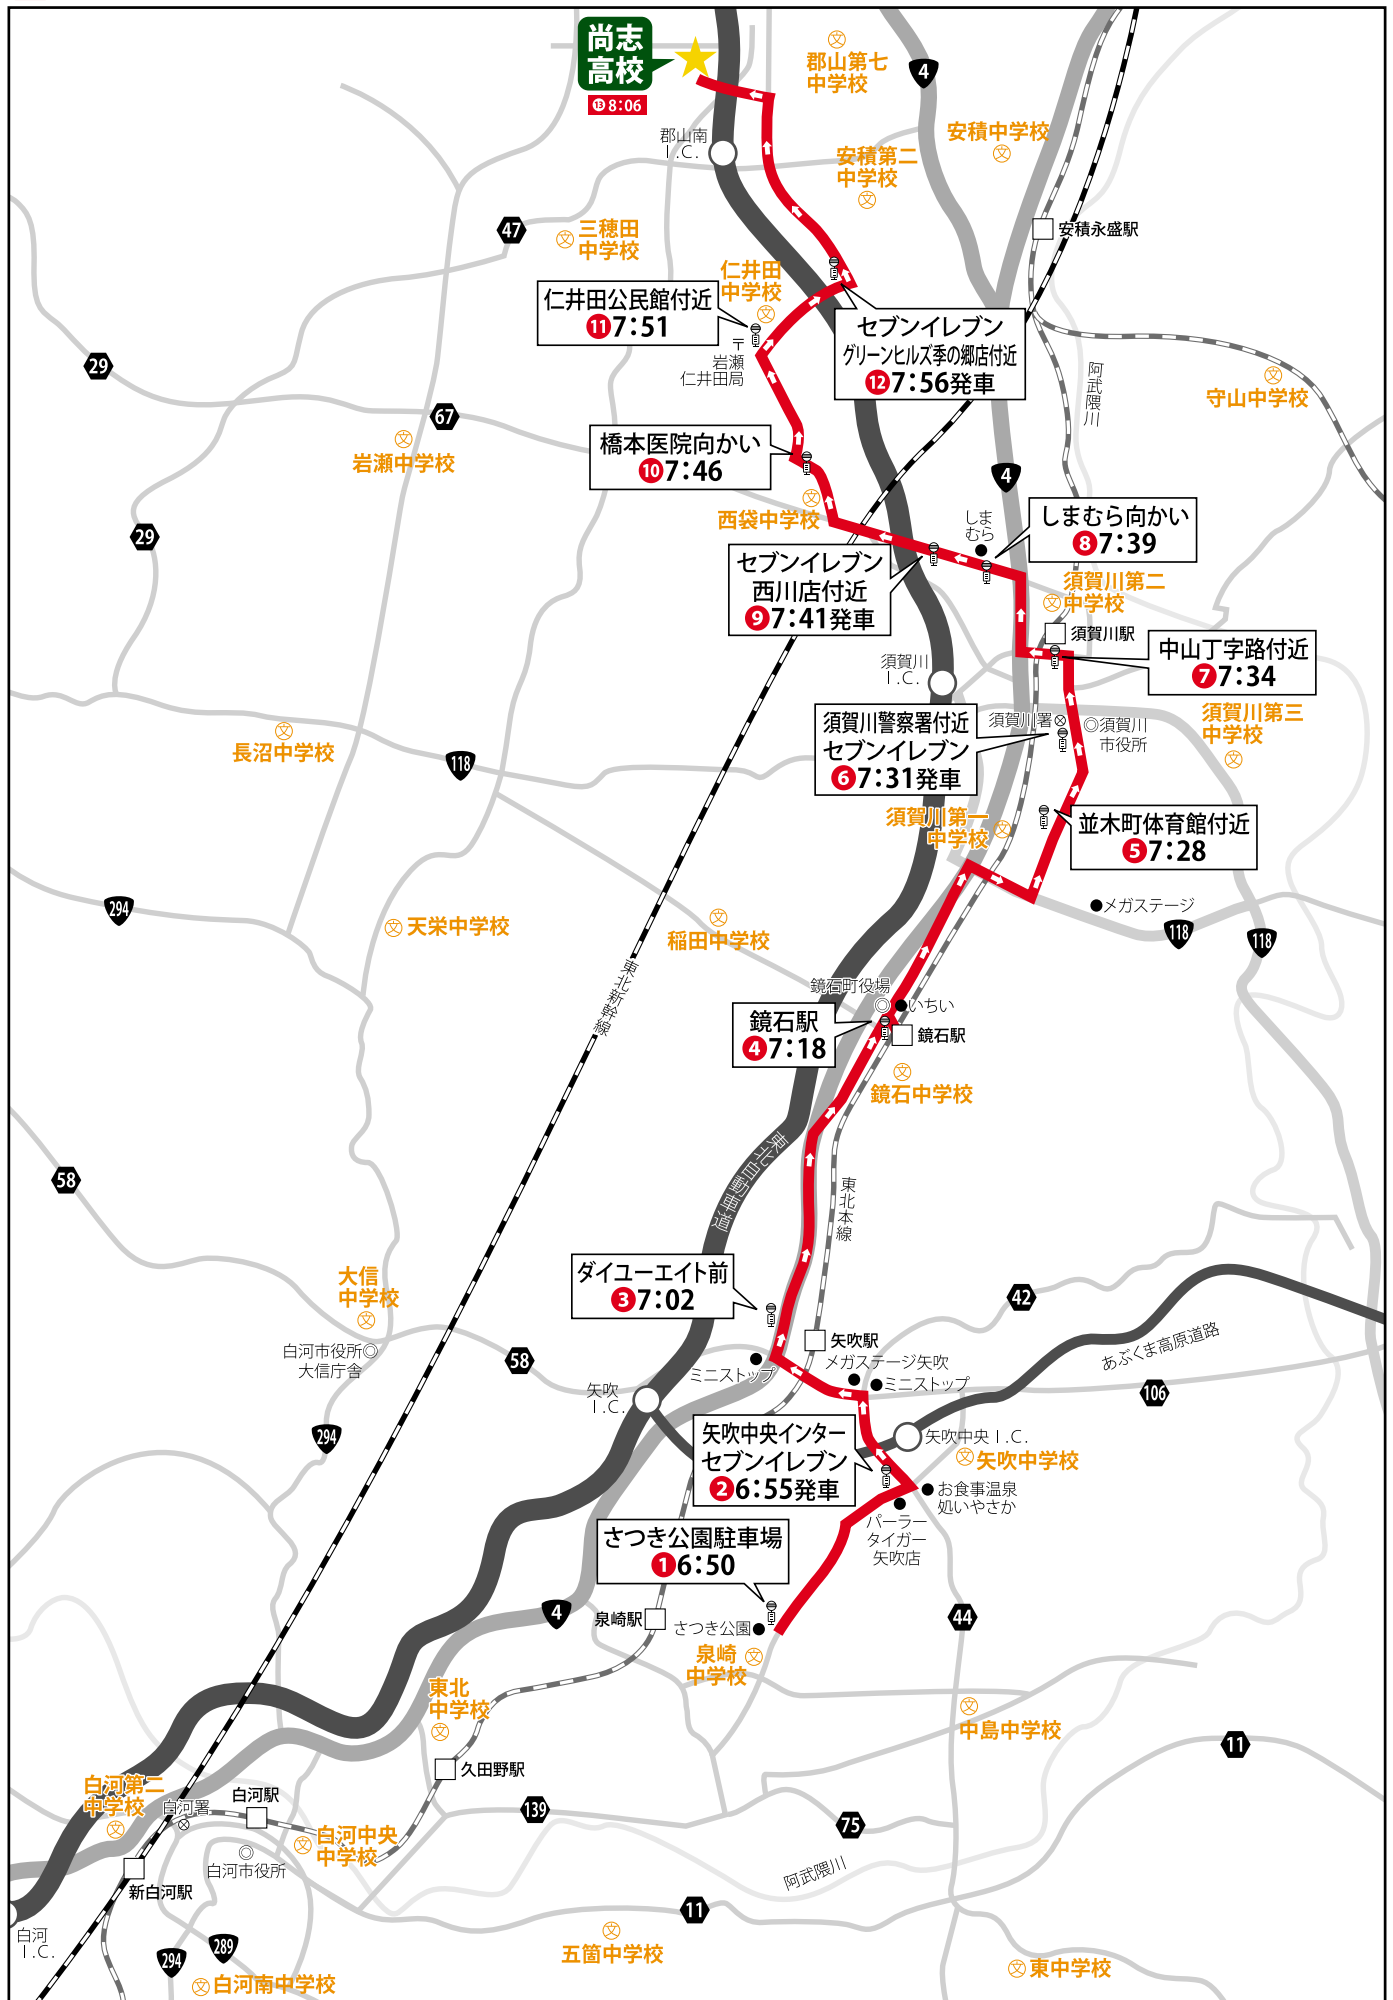 尚志
高校
⑬8:06
郡山第七
中学校
4
安積中学校
郡山南
I.C.
安積第二
中学校
47
三穂田
中学校
安積永盛駅
仁井田
中学校
仁井田公民館付近
⑪7:51
〒
岩瀬
仁井田局
セブンイレブン
グリーンヒルズ季の郷店付近
⑫7:56発車
29
阿武隈川
守山中学校
67
岩瀬中学校
橋本医院向かい
⑩7:46
4
西袋中学校
しま
むら
しまむら向かい
⑧7:39
29
セブンイレブン
西川店付近
⑨7:41発車
須賀川第二
中学校
須賀川駅
中山丁字路付近
⑦7:34
須賀川
I.C.
須賀川警察署付近
セブンイレブン
⑥7:31発車
須賀川署
◎須賀川
市役所
須賀川第三
中学校
長沼中学校
118
須賀川第一
中学校
並木町体育館付近
⑤7:28
294
天栄中学校
メガステージ
118
118
稲田中学校
東北新幹線
鏡石町役場
◎
いちい
鏡石駅
④7:18
鏡石駅
鏡石中学校
58
東北自動車道
東北本線
大信
中学校
ダイユーエイト前
③7:02
42
白河市役所◎
大信庁舎
58
矢吹駅
メガステージ矢吹
ミニストップ
ミニストップ
あぶくま高原道路
106
矢吹
I.C.
294
矢吹中央インター
セブンイレブン
②6:55発車
矢吹中央I.C.
矢吹中学校
お食事温泉
処いやさか
パーラー
タイガー
矢吹店
さつき公園駐車場
①6:50
4
泉崎駅
さつき公園
44
泉崎
中学校
東北
中学校
中島中学校
11
久田野駅
白河第二
中学校
白河署
白河駅
139
75
白河中央
中学校
◎
白河市役所
新白河駅
阿武隈川
11
白河
I.C.
294
289
白河南中学校
五箇中学校
東中学校